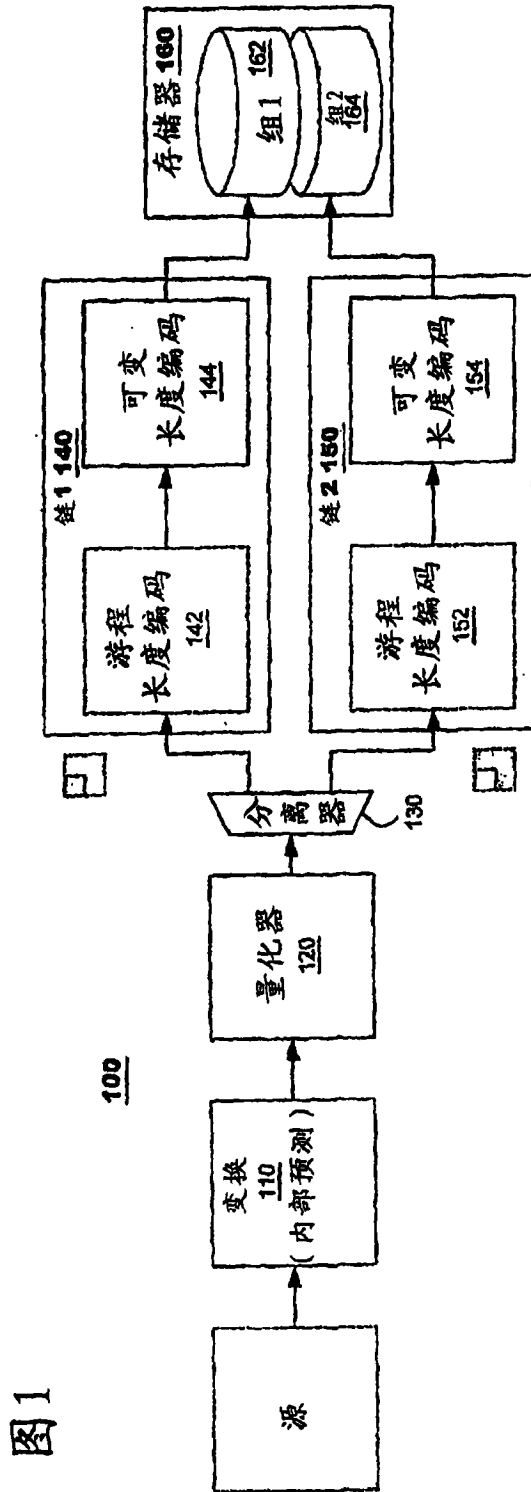 图1
100
源
变换
110
(内部预测)
量化器
120
分离器
130
链1 140
游程
长度编码
142
可变
长度编码
144
链2 150
游程
长度编码
152
可变
长度编码
154
存储器160
组1
162
组2
164